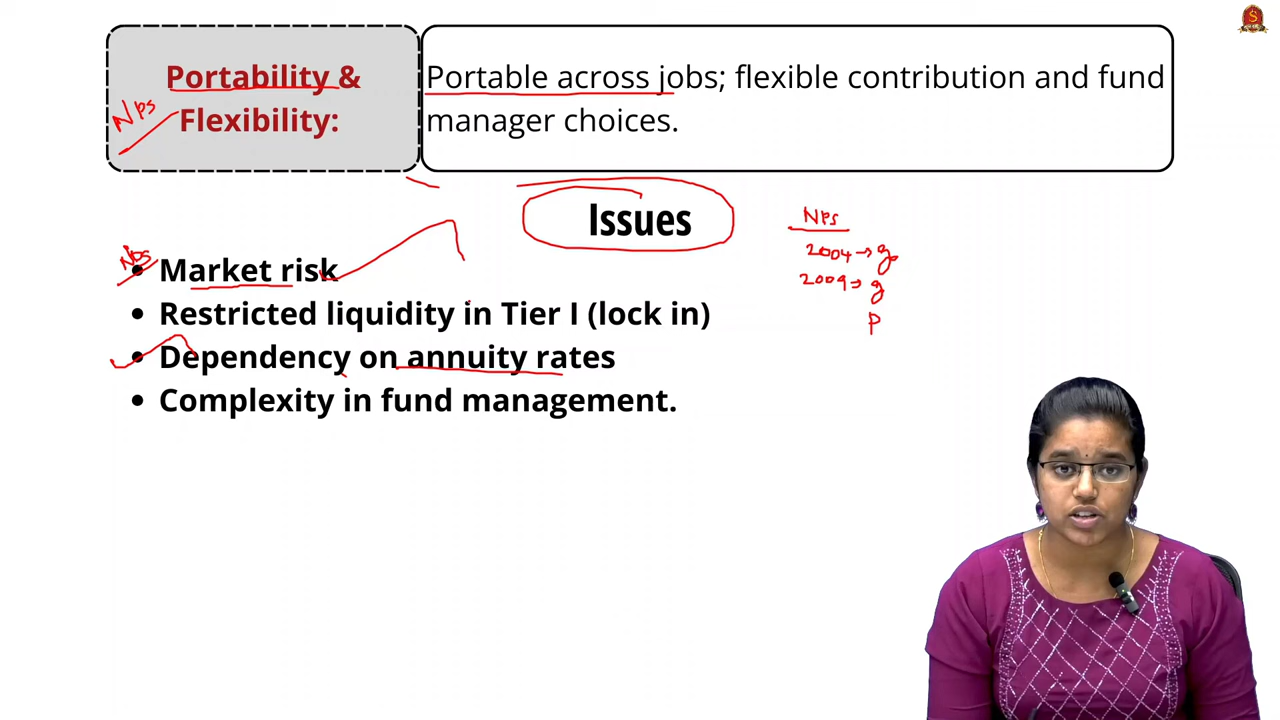 Portability &
Flexibility:
Nps
Portable across jobs; flexible contribution and fund
manager choices.
Issues
Nps
2004 → g
2009 → g
P
Nps
• Market risk
• Restricted liquidity in Tier I (lock in)
• Dependency on annuity rates
• Complexity in fund management.